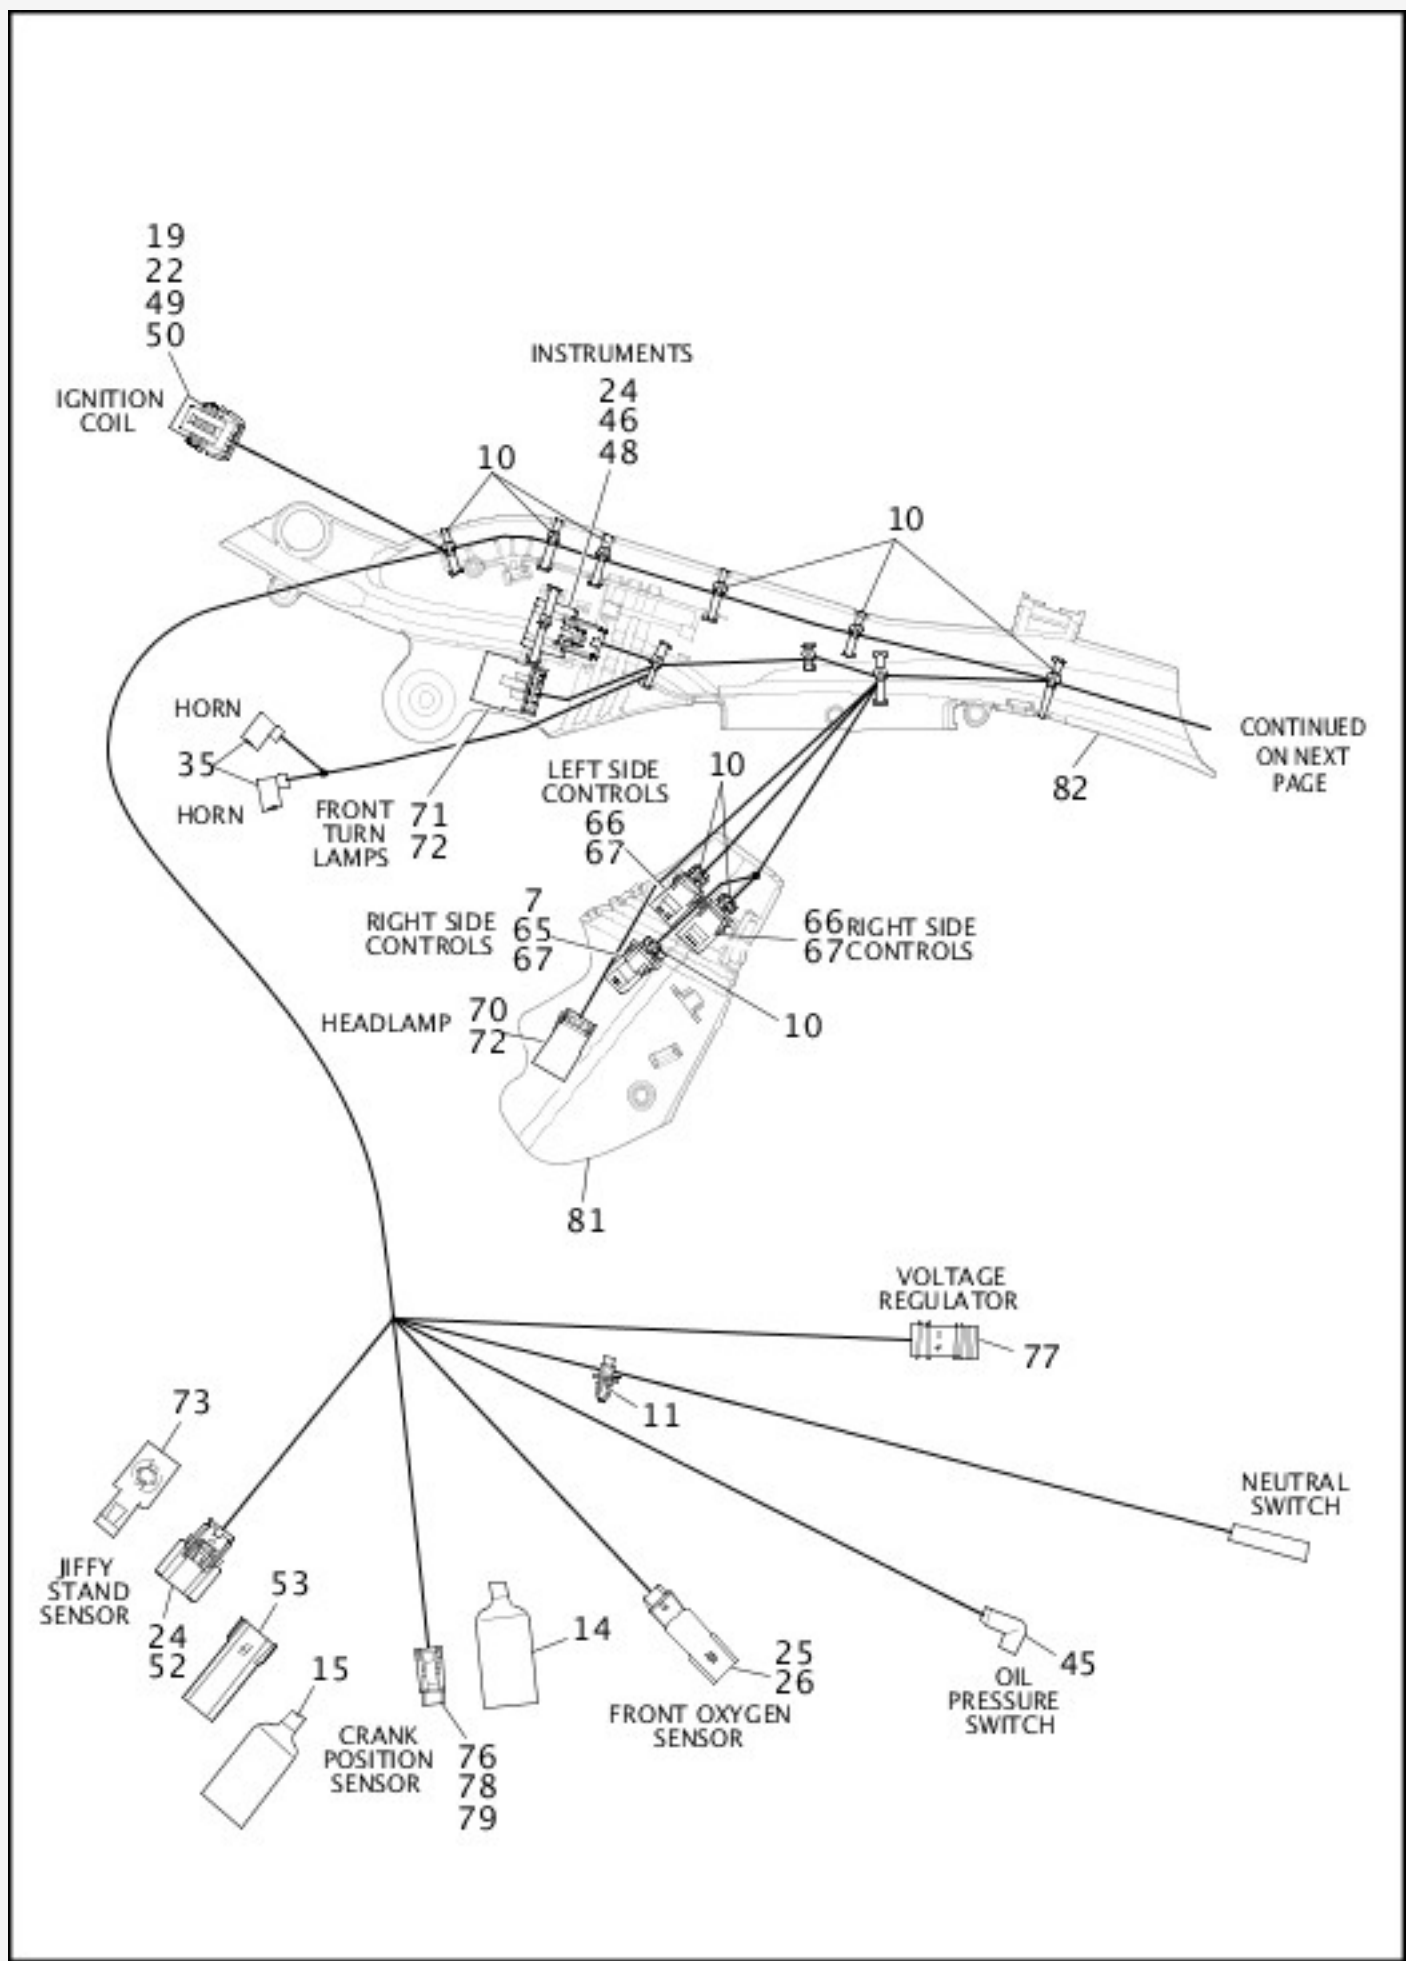 19
22
49
50
IGNITION
COIL
INSTRUMENTS
24
46
48
10
10
HORN
35
HORN
FRONT
TURN
LAMPS
71
72
LEFT SIDE
CONTROLS
66
67
10
82
CONTINUED
ON NEXT
PAGE
RIGHT SIDE
CONTROLS
7
65
67
66
67
RIGHT SIDE
CONTROLS
HEADLAMP
70
72
10
81
VOLTAGE
REGULATOR
77
11
73
NEUTRAL
SWITCH
JIFFY
STAND
SENSOR
24
52
53
15
14
CRANK
POSITION
SENSOR
76
78
79
25
26
FRONT OXYGEN
SENSOR
45
OIL
PRESSURE
SWITCH